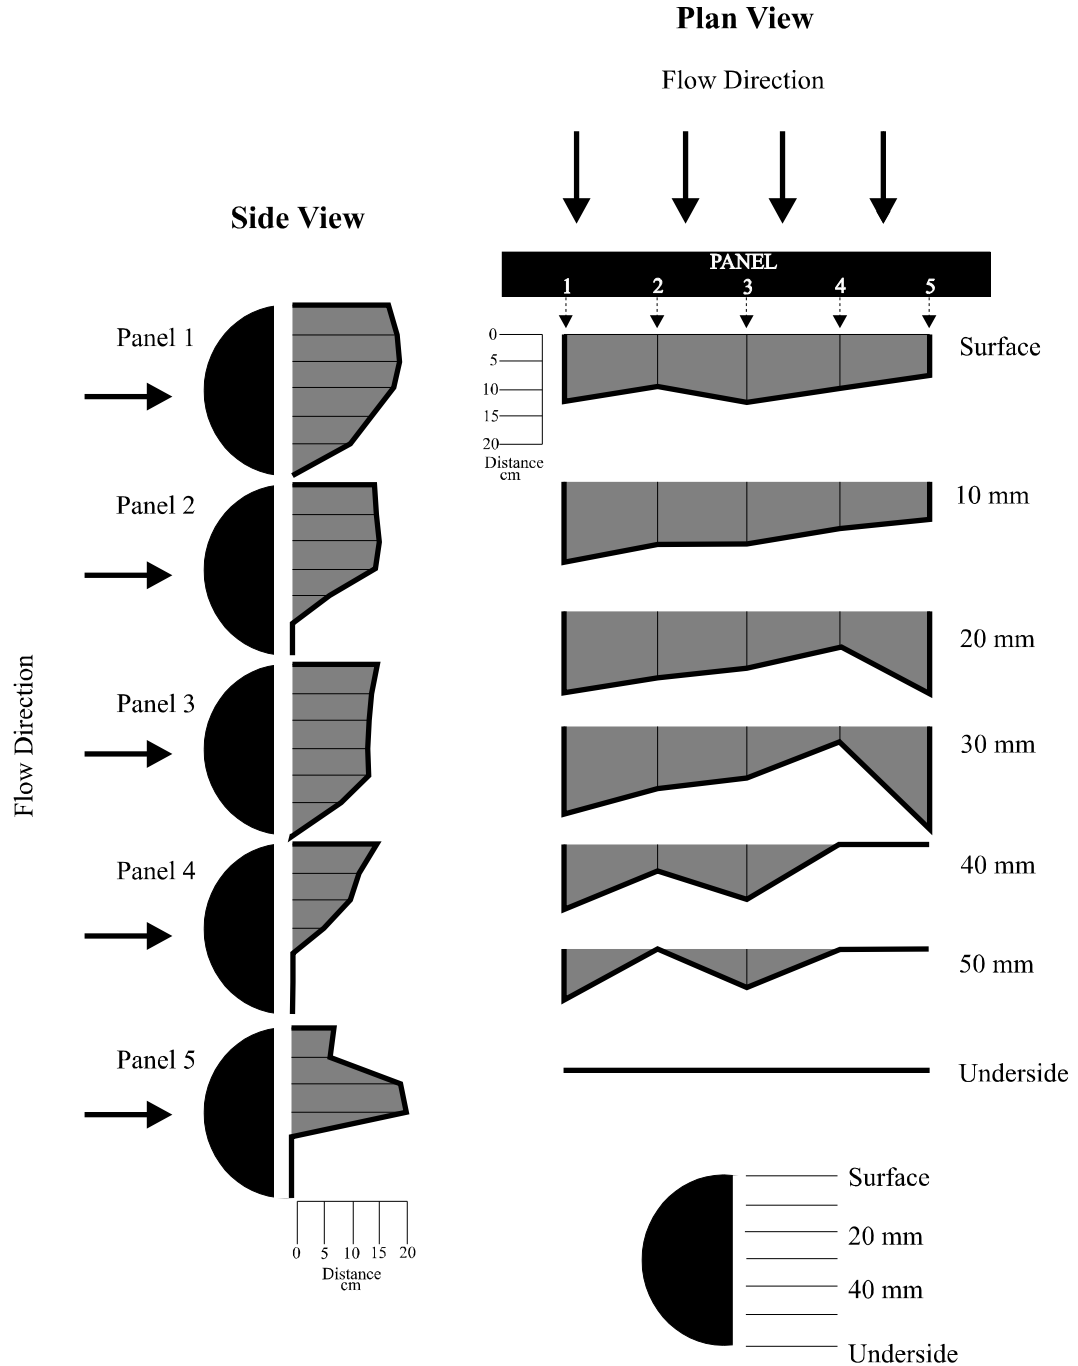 Plan View
Flow Direction
Side View
PANEL
1 2 3 4 5
Panel 1
0
5
10
15
20
Distance
cm
Surface
Panel 2
10 mm
Flow Direction
20 mm
Panel 3
30 mm
Panel 4
40 mm
50 mm
Panel 5
Underside
0 5 10 15 20
Distance
cm
Surface
20 mm
40 mm
Underside